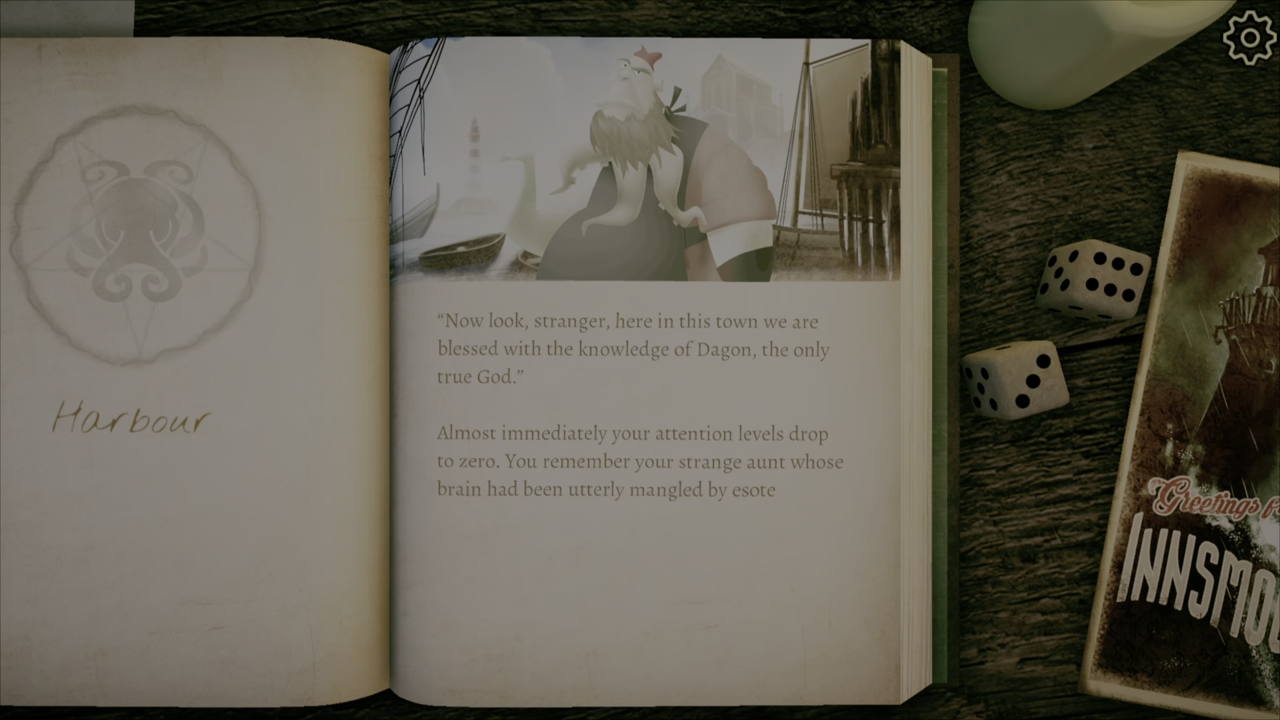 Harbour
“Now look, stranger, here in this town we are
blessed with the knowledge of Dagon, the only
true God.”
Almost immediately your attention levels drop
to zero. You remember your strange aunt whose
brain had been utterly mangled by esote
Greetings f
INNSMO